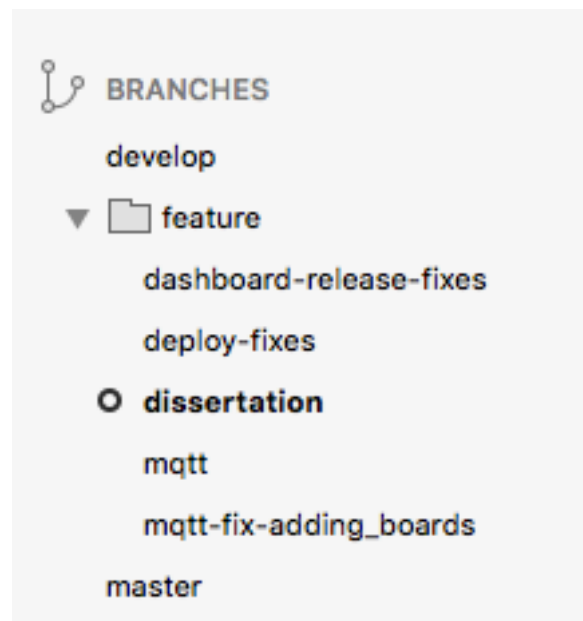 BRANCHES
develop
feature
dashboard-release-fixes
deploy-fixes
dissertation
mqtt
mqtt-fix-adding_boards
master